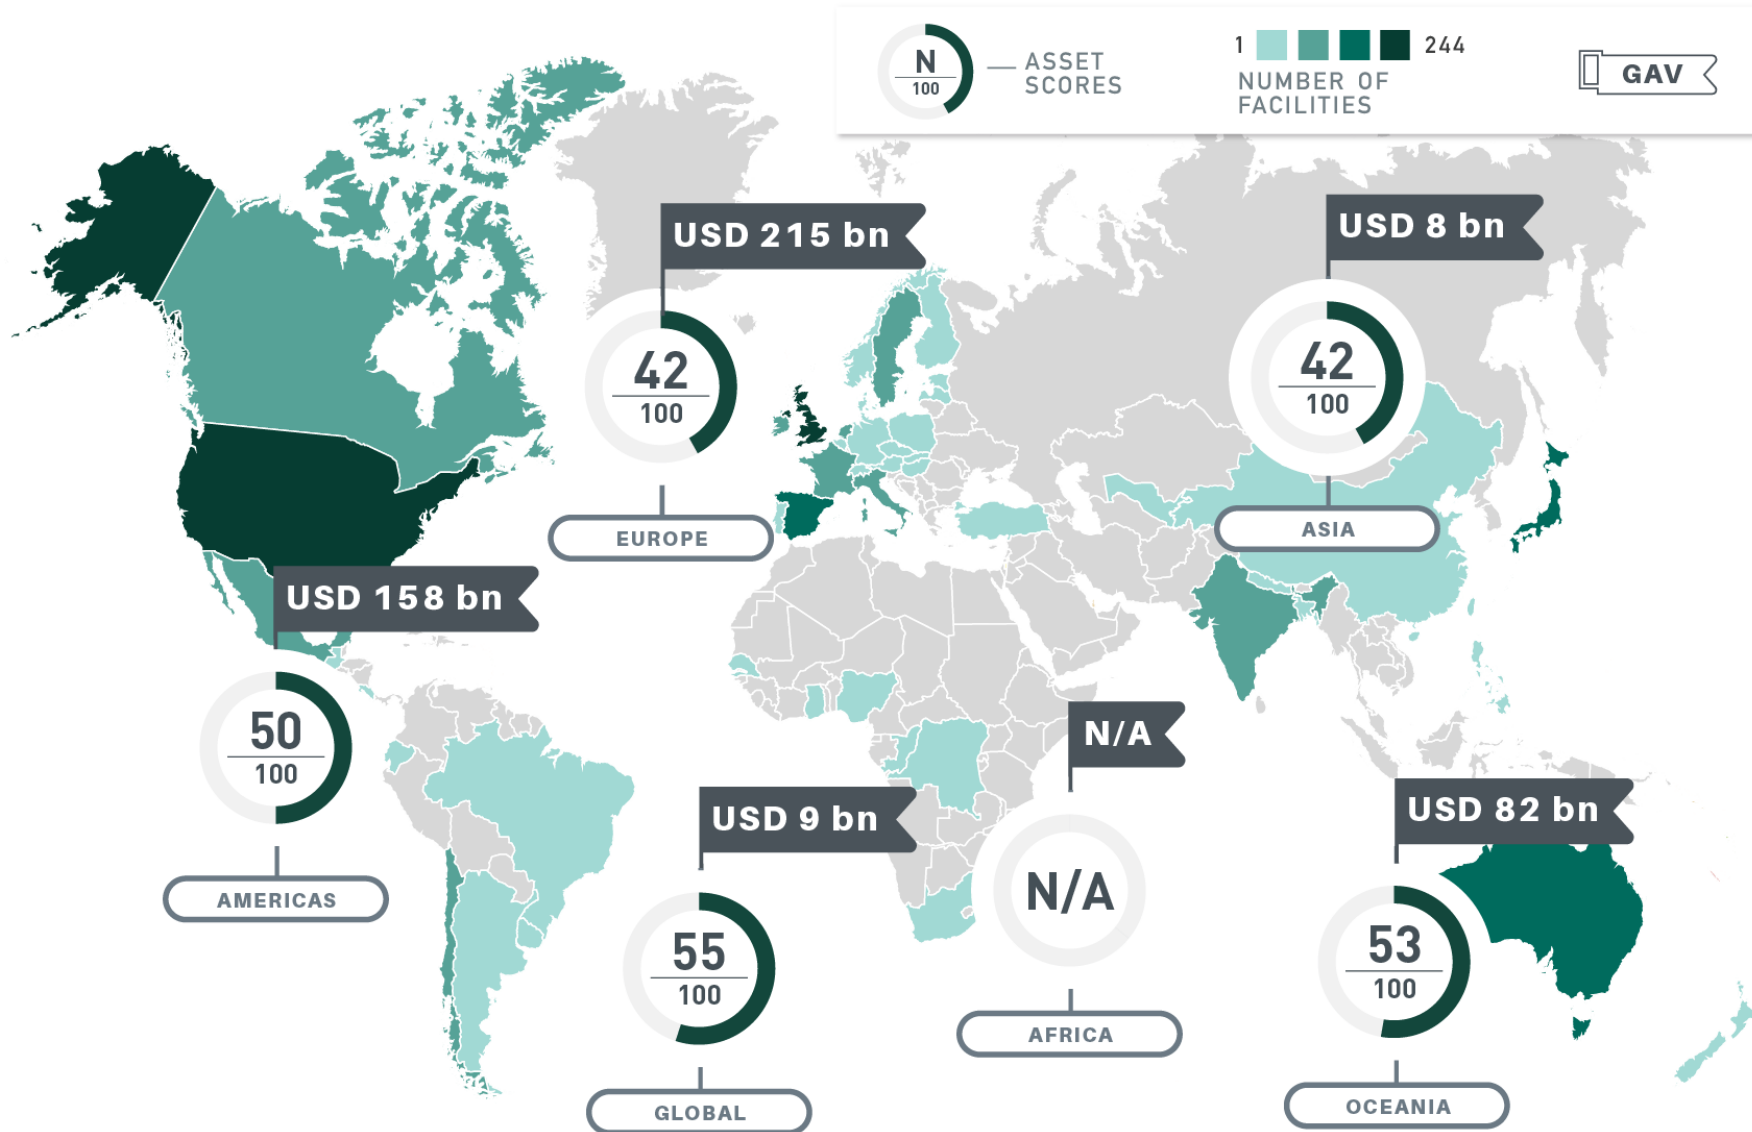 N
100
ASSET
SCORES
1
244
NUMBER OF
FACILITIES
GAV
USD 215 bn
42
100
EUROPE
USD 8 bn
42
100
ASIA
USD 158 bn
50
100
AMERICAS
USD 9 bn
55
100
GLOBAL
N/A
N/A
AFRICA
USD 82 bn
53
100
OCEANIA